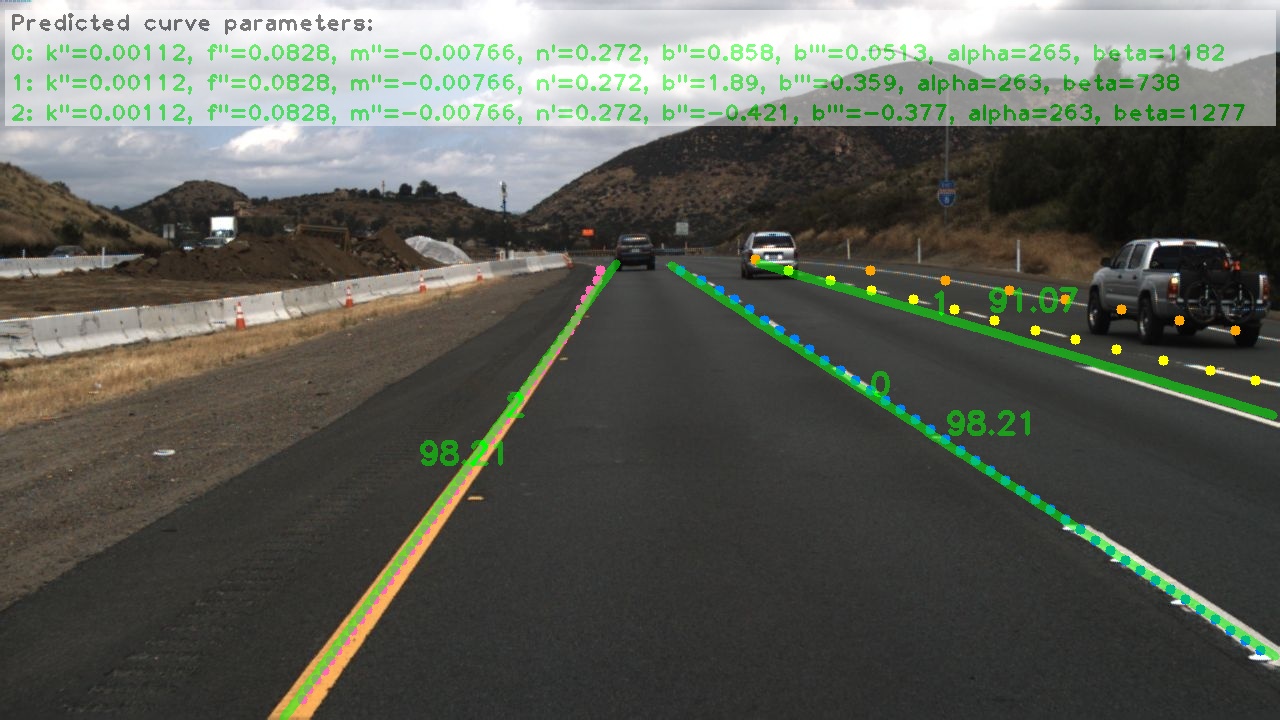 Predicted curve parameters:
0: k''=0.00112, f''=0.0828, m''=-0.00766, n'=0.272, b''=0.858, b'''=0.0513, alpha=265, beta=1182
1: k''=0.00112, f''=0.0828, m''=-0.00766, n'=0.272, b''=1.89, b'''=0.359, alpha=263, beta=738
2: k''=0.00112, f''=0.0828, m''=-0.00766, n'=0.272, b''=-0.421, b'''=-0.377, alpha=263, beta=1277
1 91.07
0
2
98.21
98.21